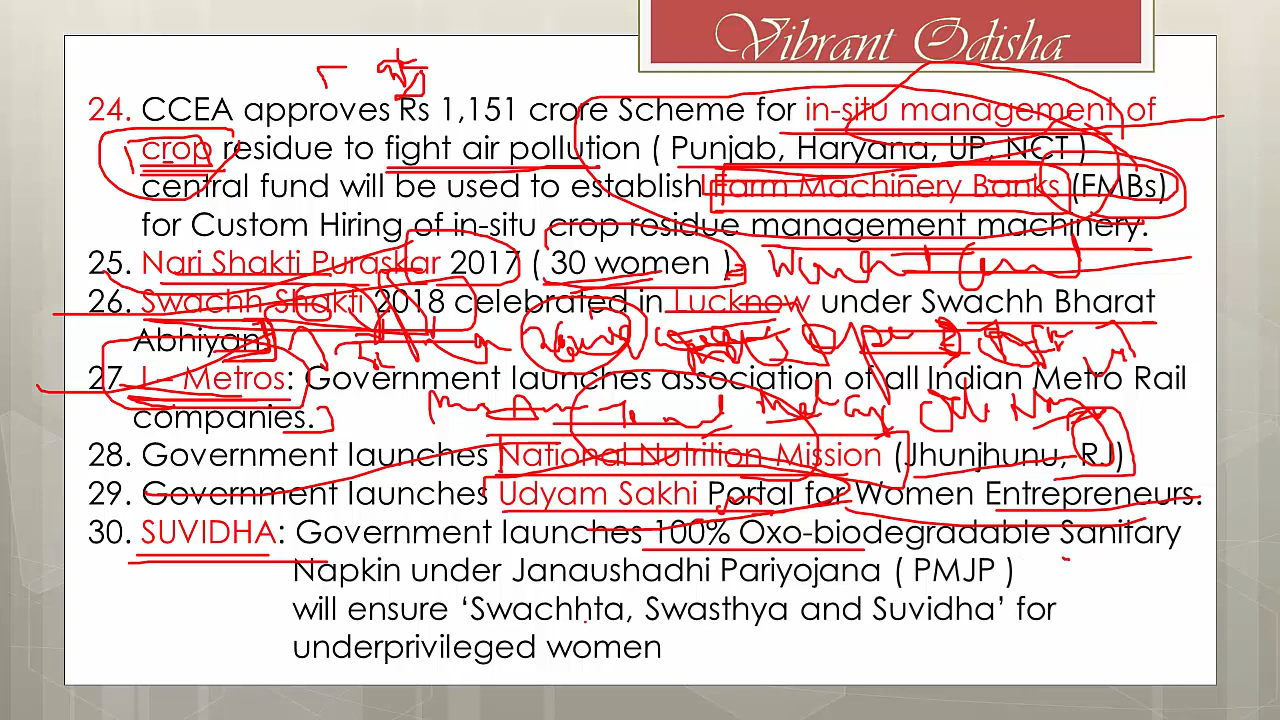 Vibrant Odisha
24. CCEA approves Rs 1,151 crore Scheme for in-situ management of
crop residue to fight air pollution ( Punjab, Haryana, UP, NCT )
central fund will be used to establish Farm Machinery Banks (FMBs)
for Custom Hiring of in-situ crop residue management machinery.
25. Nari Shakti Puraskar 2017 ( 30 women )
26. Swachh Shakti 2018 celebrated in Lucknow under Swachh Bharat
Abhiyan
27. I – Metros: Government launches association of all Indian Metro Rail
companies.
28. Government launches National Nutrition Mission (Jhunjhunu, RJ)
29. Government launches Udyam Sakhi Portal for Women Entrepreneurs.
30. SUVIDHA: Government launches 100% Oxo-biodegradable Sanitary
Napkin under Janaushadhi Pariyojana ( PMJP )
will ensure ‘Swachhta, Swasthya and Suvidha’ for
underprivileged women